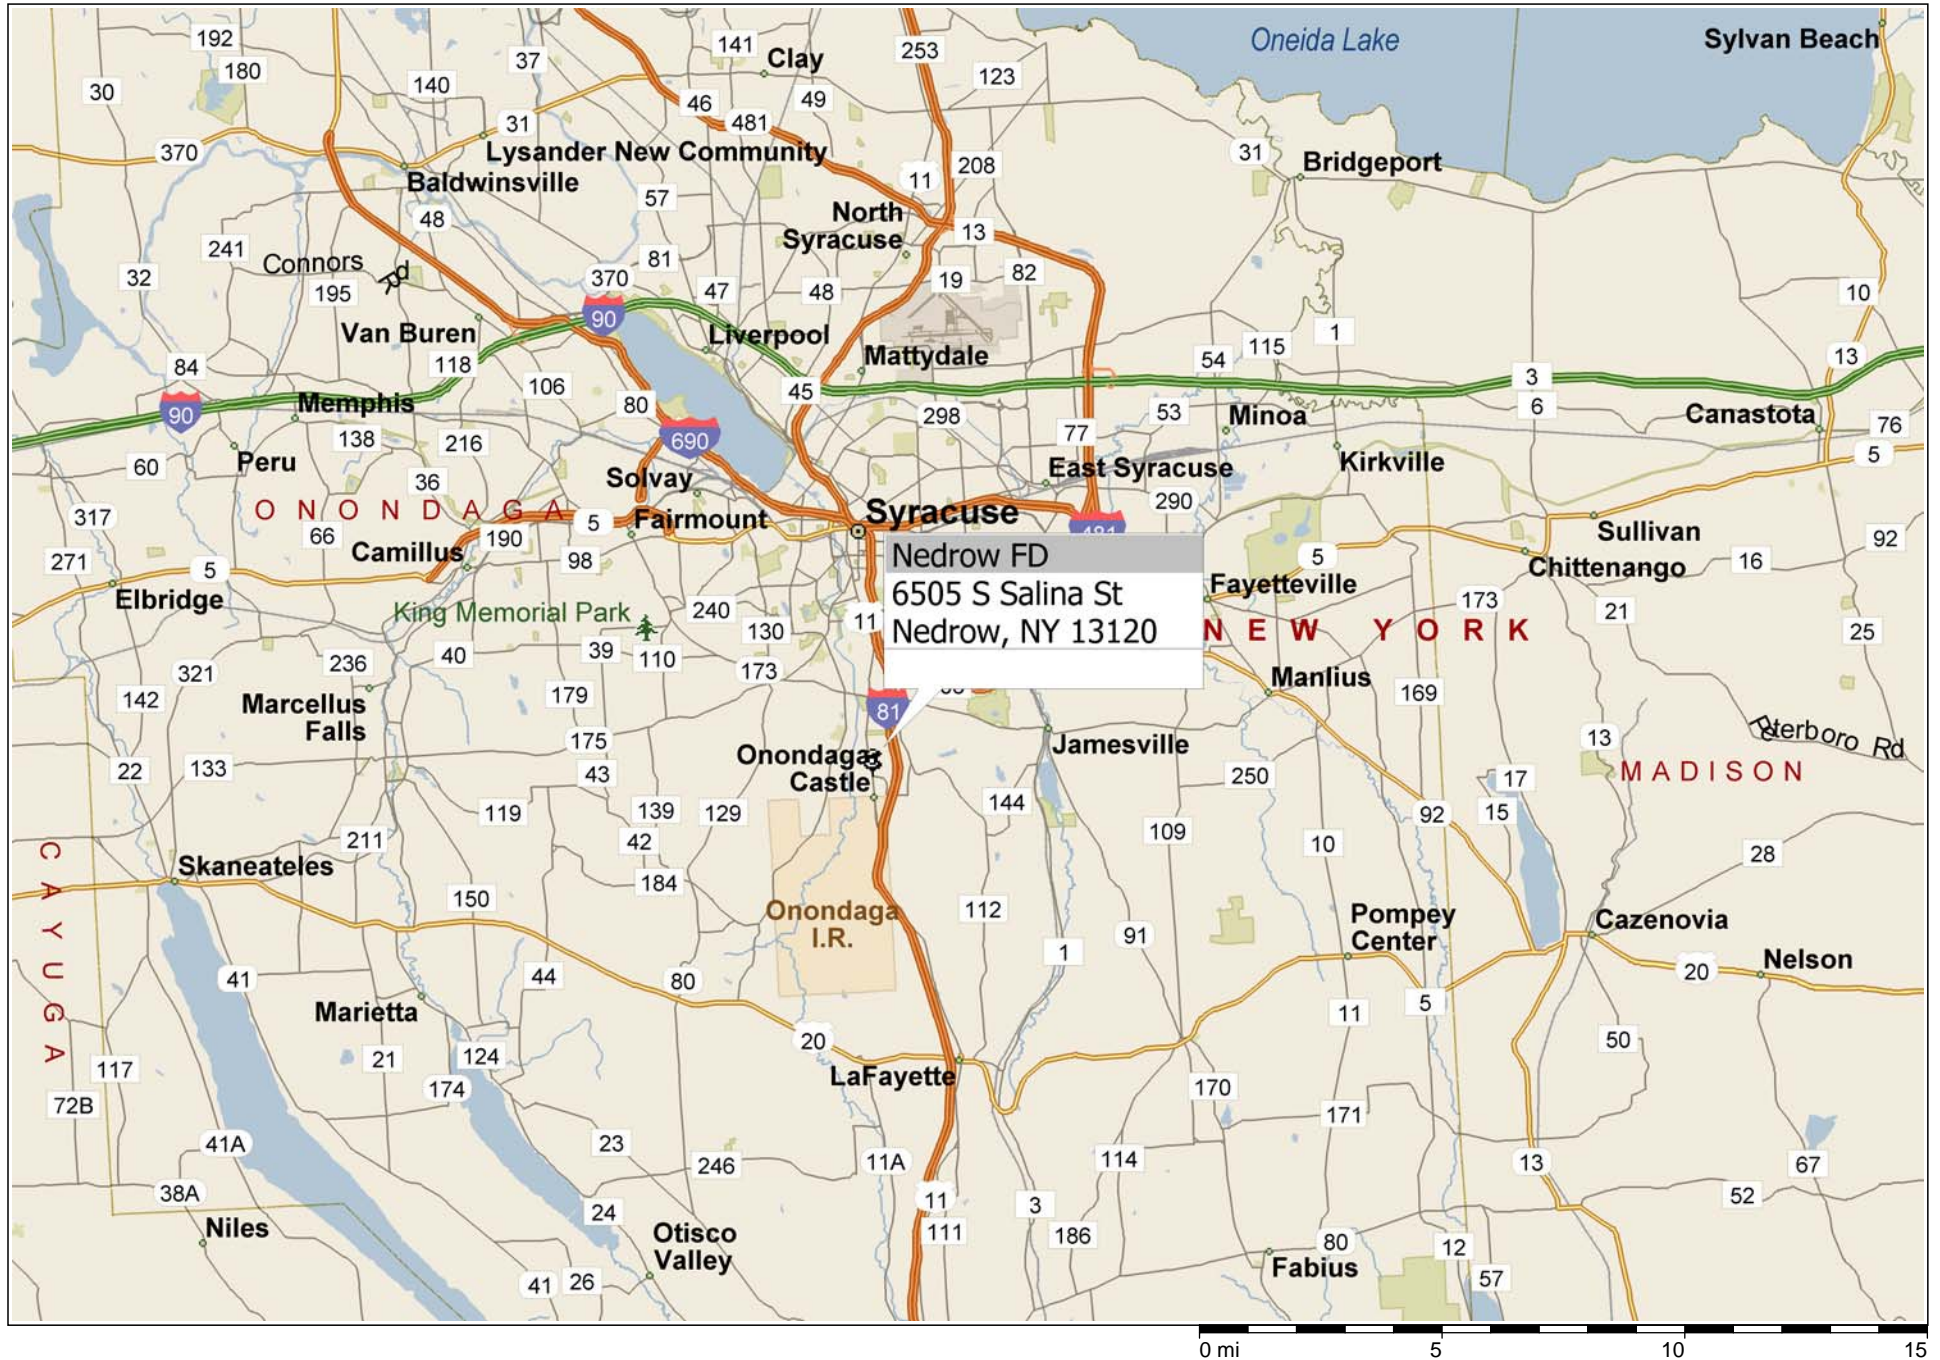 192
141
Clay
253
Oneida Lake
Sylvan Beach
37
180
30
140
123
46
49
31
481
370
Lysander New Community
208
31
Bridgeport
11
Baldwinsville
57
North
Syracuse
48
13
241
Connors Rd
81
32
370
82
19
195
47
48
10
90
1
Van Buren
Liverpool
115
54
Mattydale
13
84
118
106
45
3
90
Memphis
80
298
53
6
Minoa
Canastota
138
216
690
77
76
60
Peru
Solvay
East Syracuse
Kirkville
5
36
ONONDAGA
290
317
66
190
5
Fairmount
Syracuse
481
Sullivan
92
271
Camillus
98
Nedrow FD
5
16
Chittenango
5
Elbridge
King Memorial Park
240
6505 S Salina St
Fayetteville
173
21
11
130
Nedrow, NY 13120
NEW YORK
25
321
236
40
39
110
173
Manlius
142
179
169
Marcellus
Falls
81
175
Jamesville
13
Peterboro Rd
22
133
43
Onondaga
Castle
250
17
MADISON
119
139
129
144
92
15
211
42
109
10
28
CAYUGA
Skaneateles
184
150
Onondaga
I.R.
112
Pompey
Center
Cazenovia
91
1
Nelson
41
44
80
20
Marietta
5
11
20
50
117
21
124
LaFayette
174
170
72B
171
41A
23
246
11A
114
13
67
38A
52
11
3
Niles
24
Otisco
Valley
111
186
80
12
Fabius
57
41
26
0 mi
5
10
15